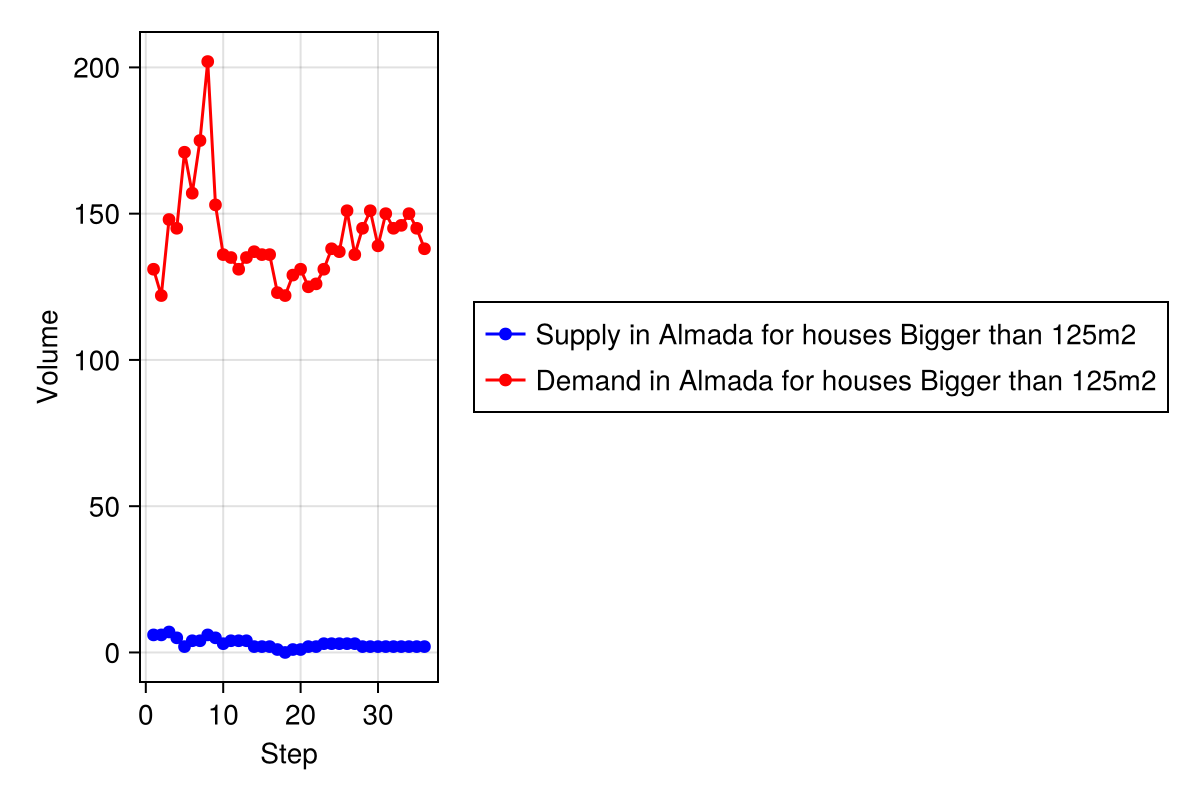 200
150
100
50
0
Volume
0 10 20 30
Step
Supply in Almada for houses Bigger than 125m2
Demand in Almada for houses Bigger than 125m2